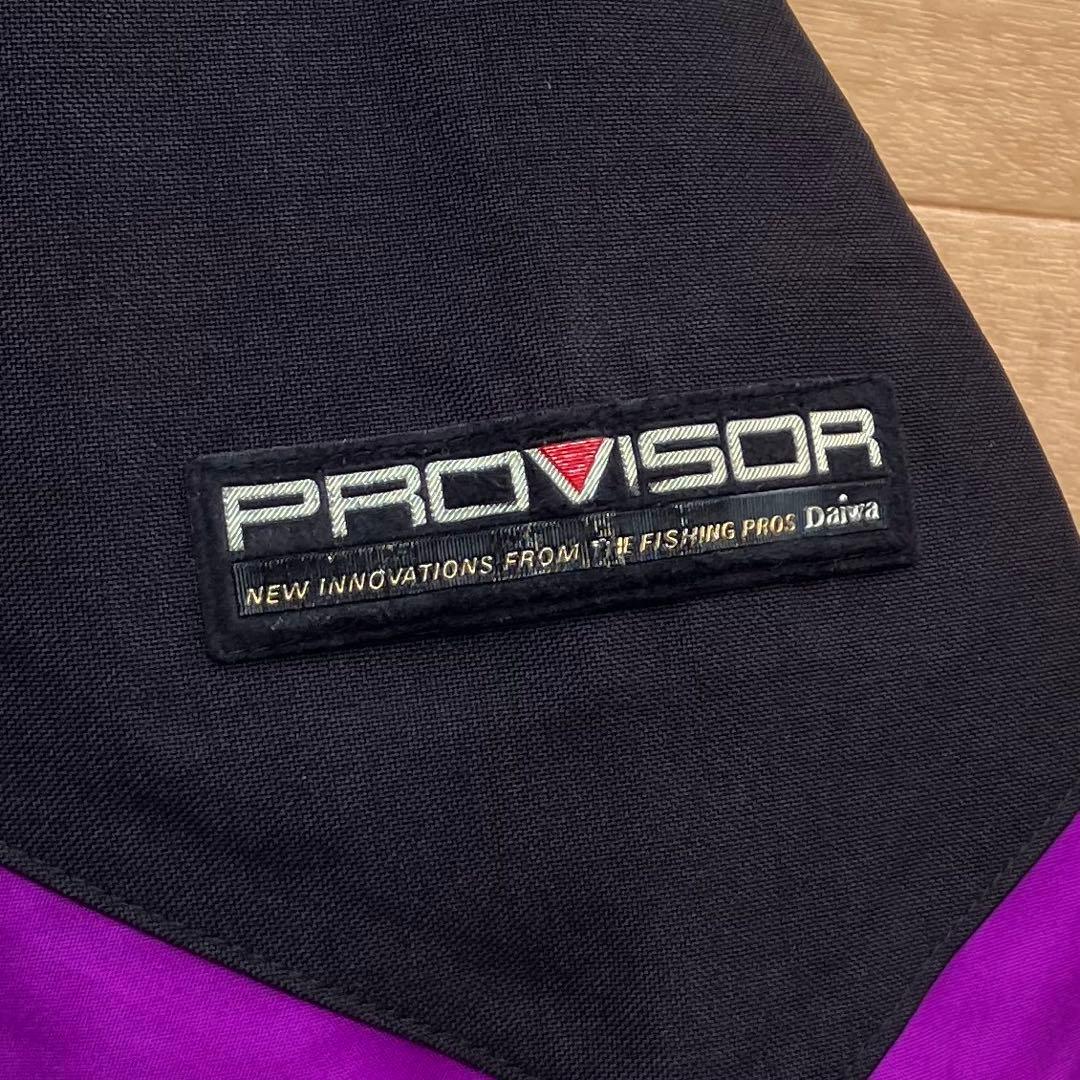 PROVISOR
NEW INNOVATIONS FROM THE FISHING PROS Daiwa